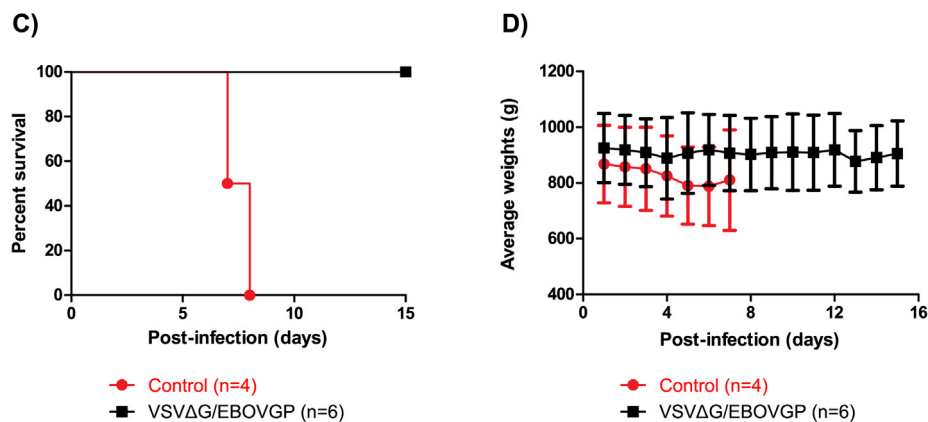 C)
Percent survival
100
80
60
40
20
0
0
5
10
15
Post-infection (days)
Control (n=4)
VSVΔG/EBOVGP (n=6)
D)
Average weights (g)
1200
1000
800
600
400
0
4
8
12
16
Post-infection (days)
Control (n=4)
VSVΔG/EBOVGP (n=6)